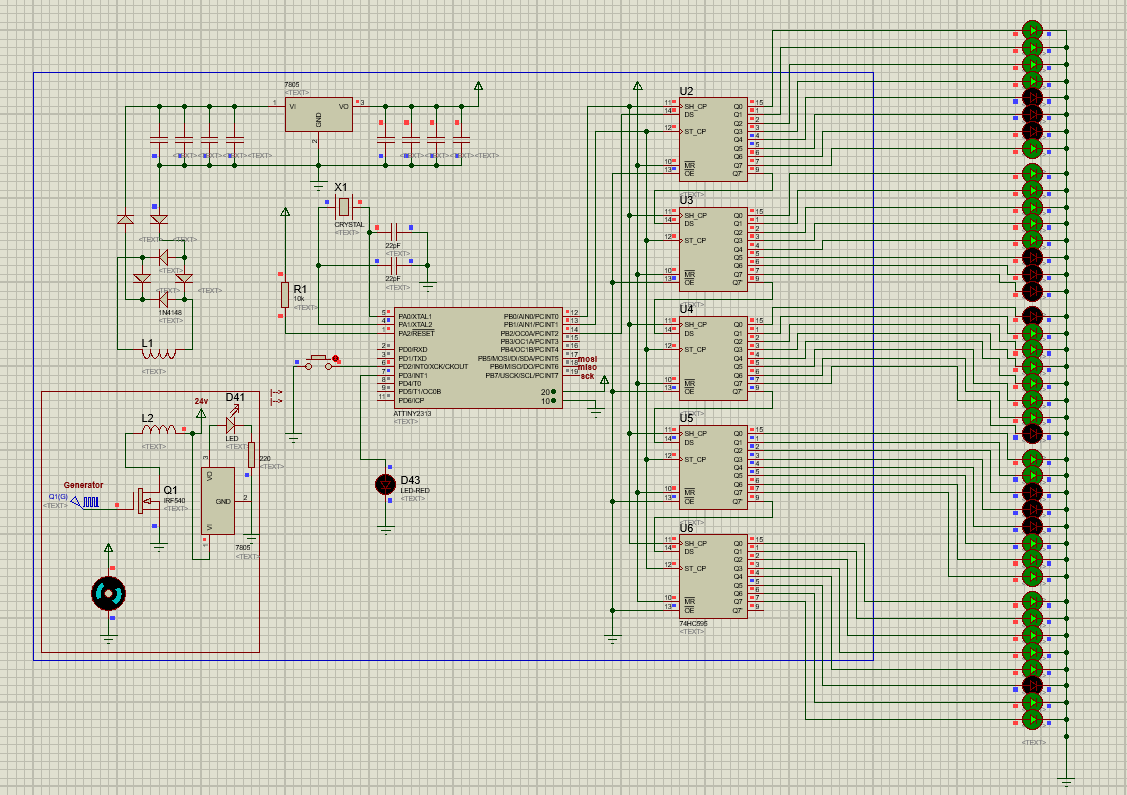 7805
<TEXT>
1
VI
VO
3
GND
2
<TEXT>
<TEXT>
<TEXT>
<TEXT>
<TEXT>
<TEXT>
<TEXT>
<TEXT>
X1
CRYSTAL
<TEXT>
22pF
<TEXT>
22pF
<TEXT>
R1
10k
<TEXT>
<TEXT>
<TEXT>
<TEXT>
<TEXT>
<TEXT>
1N4148
<TEXT>
L1
<TEXT>
5 PA0/XTAL1
4 PA1/XTAL2
1 PA2/RESET
2 PD0/RXD
3 PD1/TXD
6 PD2/INT0/XCK/CKOUT
7 PD3/INT1
8 PD4/T0
9 PD5/T1/OC0B
11 PD6/ICP
PB0/AIN0/PCINT0 12
PB1/AIN1/PCINT1 13
PB2/OC0A/PCINT2 14
PB3/OC1A/PCINT3 15
PB4/OC1B/PCINT4 16
PB5/MOSI/DI/SDA/PCINT5 17
PB6/MISO/DO/PCINT6 18
PB7/USCK/SCL/PCINT7 19
20
10
mosi
miso
sck
ATTINY2313
<TEXT>
24v
D41
LED
<TEXT>
L2
<TEXT>
220
<TEXT>
3
VO
GND
2
VI
1
7805
<TEXT>
Generator
Q1(G)
<TEXT>
Q1
IRF540
<TEXT>
D43
LED-RED
<TEXT>
U2
11 SH_CP
14 DS
12 ST_CP
10 MR
13 OE
Q0 15
Q1 1
Q2 2
Q3 3
Q4 4
Q5 5
Q6 6
Q7 7
Q7' 9
<TEXT>
U3
11 SH_CP
14 DS
12 ST_CP
10 MR
13 OE
Q0 15
Q1 1
Q2 2
Q3 3
Q4 4
Q5 5
Q6 6
Q7 7
Q7' 9
<TEXT>
U4
11 SH_CP
14 DS
12 ST_CP
10 MR
13 OE
Q0 15
Q1 1
Q2 2
Q3 3
Q4 4
Q5 5
Q6 6
Q7 7
Q7' 9
<TEXT>
U5
11 SH_CP
14 DS
12 ST_CP
10 MR
13 OE
Q0 15
Q1 1
Q2 2
Q3 3
Q4 4
Q5 5
Q6 6
Q7 7
Q7' 9
<TEXT>
U6
11 SH_CP
14 DS
12 ST_CP
10 MR
13 OE
Q0 15
Q1 1
Q2 2
Q3 3
Q4 4
Q5 5
Q6 6
Q7 7
Q7' 9
74HC595
<TEXT>
<TEXT>